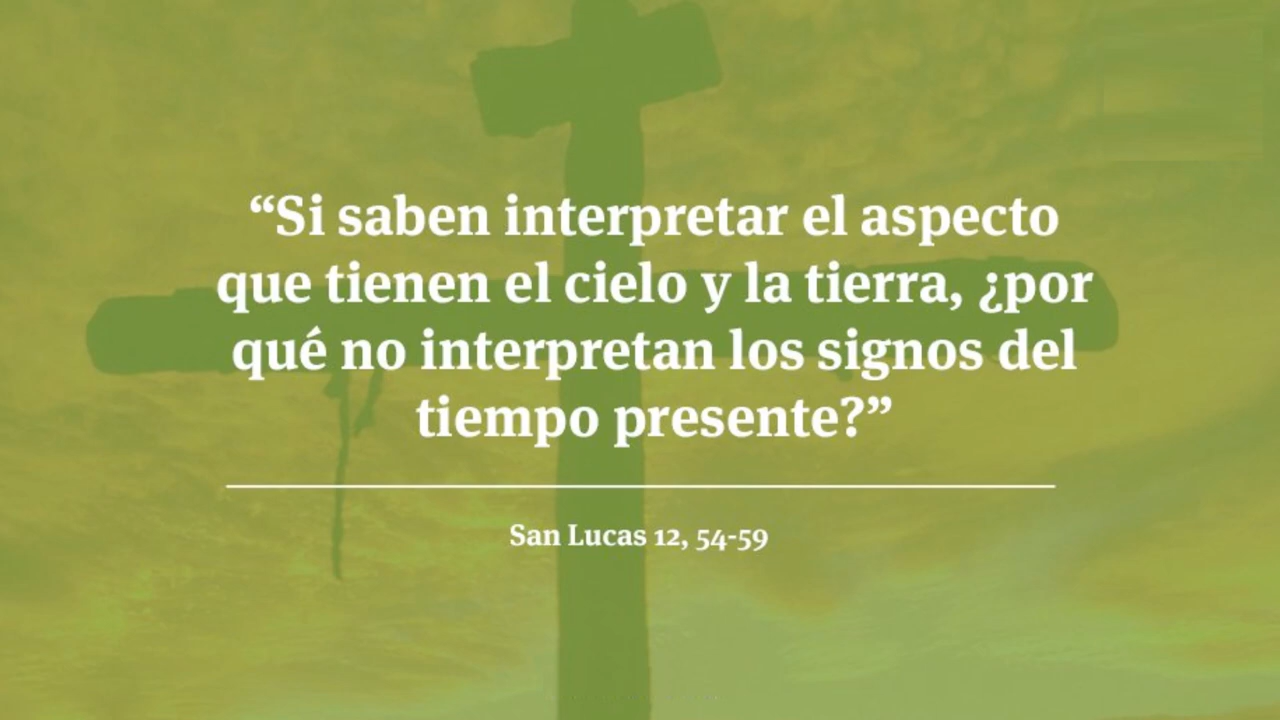 “Si saben interpretar el aspecto
que tienen el cielo y la tierra, ¿por
qué no interpretan los signos del
tiempo presente?”
San Lucas 12, 54-59